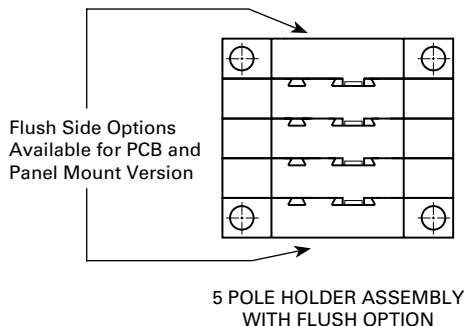 Flush Side Options
Available for PCB and
Panel Mount Version
5 POLE HOLDER ASSEMBLY
WITH FLUSH OPTION